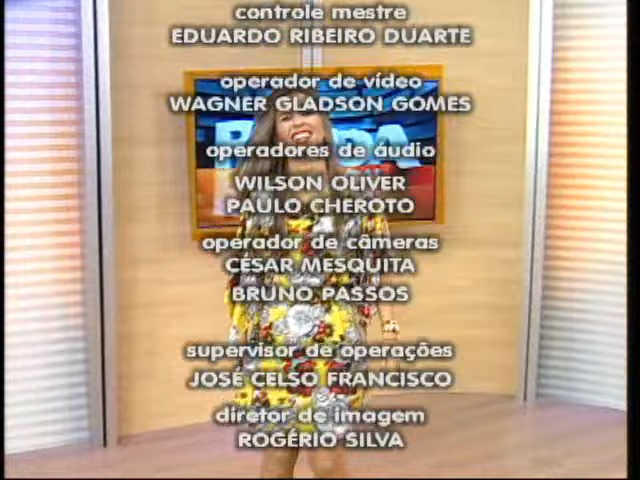 controle mestre
EDUARDO RIBEIRO DUARTE
operador de vídeo
WAGNER GLADSON GOMES
operadores de áudio
WILSON OLIVER
PAULO CHEROTO
operador de câmeras
CÉSAR MESQUITA
BRUNO PASSOS
supervisor de operações
JOSÉ CELSO FRANCISCO
diretor de imagem
ROGÉRIO SILVA